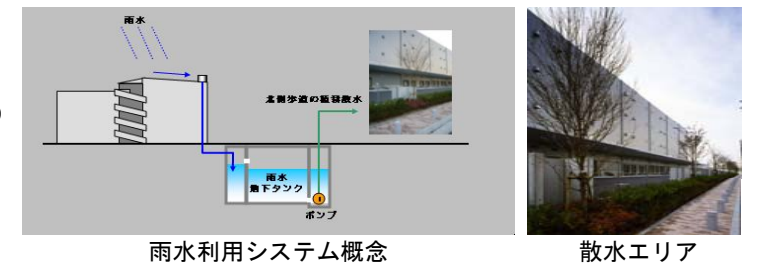 雨水
北側歩道の植栽散水
雨水
地下タンク
ポンプ
雨水利用システム概念
散水エリア